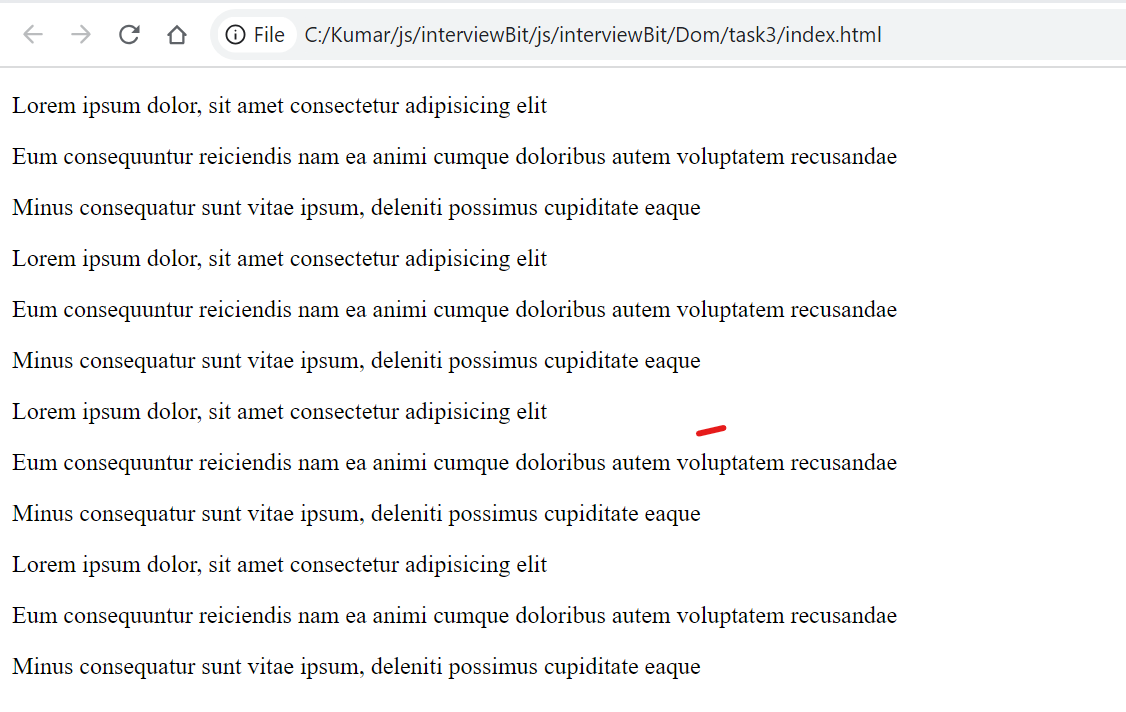 File C:/Kumar/js/interviewBit/js/interviewBit/Dom/task3/index.html
Lorem ipsum dolor, sit amet consectetur adipisicing elit
Eum consequuntur reiciendis nam ea animi cumque doloribus autem voluptatem recusandae
Minus consequatur sunt vitae ipsum, deleniti possimus cupiditate eaque
Lorem ipsum dolor, sit amet consectetur adipisicing elit
Eum consequuntur reiciendis nam ea animi cumque doloribus autem voluptatem recusandae
Minus consequatur sunt vitae ipsum, deleniti possimus cupiditate eaque
Lorem ipsum dolor, sit amet consectetur adipisicing elit
Eum consequuntur reiciendis nam ea animi cumque doloribus autem voluptatem recusandae
Minus consequatur sunt vitae ipsum, deleniti possimus cupiditate eaque
Lorem ipsum dolor, sit amet consectetur adipisicing elit
Eum consequuntur reiciendis nam ea animi cumque doloribus autem voluptatem recusandae
Minus consequatur sunt vitae ipsum, deleniti possimus cupiditate eaque